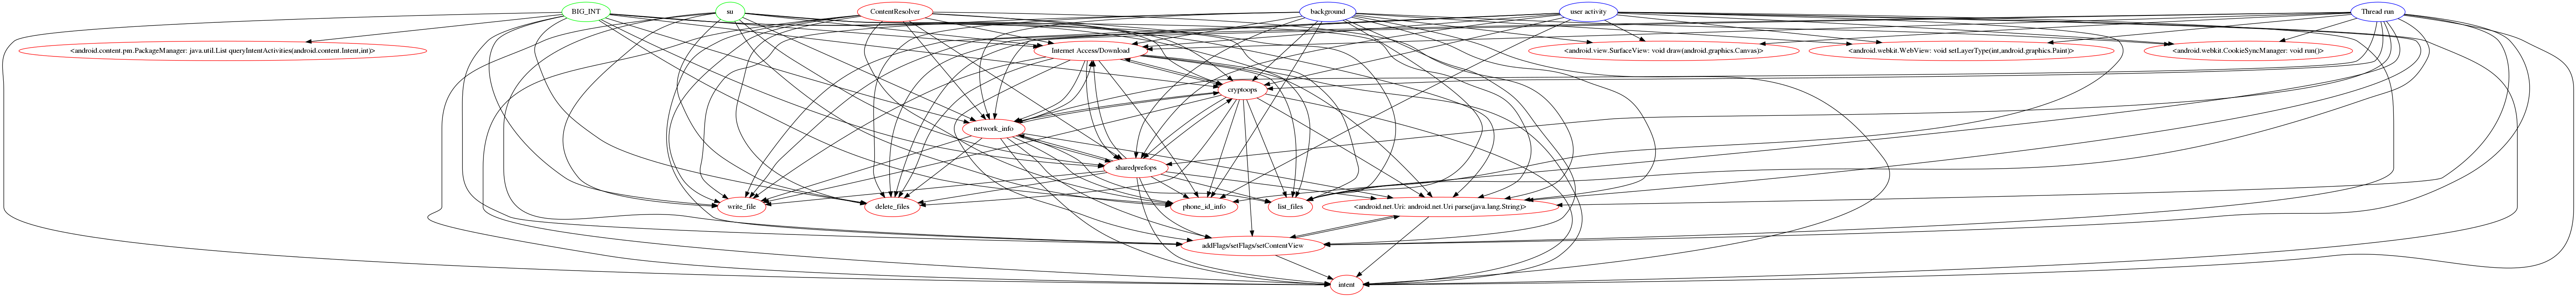 BIG_INT
su
ContentResolver
background
user activity
Thread run
<android.content.pm.PackageManager: java.util.List queryIntentActivities(android.content.Intent,int)>
Internet Access/Download
<android.view.SurfaceView: void draw(android.graphics.Canvas)>
<android.webkit.WebView: void setLayerType(int,android.graphics.Paint)>
<android.webkit.CookieSyncManager: void run()>
cryptoops
network_info
sharedprefops
write_file
delete_files
phone_id_info
list_files
<android.net.Uri: android.net.Uri parse(java.lang.String)>
addFlags/setFlags/setContentView
intent